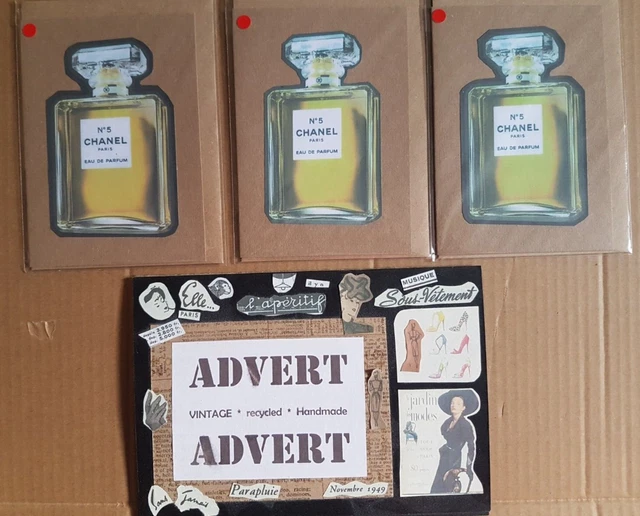 N°5
CHANEL
PARIS
EAU DE PARFUM
N°5
CHANEL
PARIS
EAU DE PARFUM
N°5
CHANEL
PARIS
EAU DE PARFUM
Elle...
PARIS
l'apéritif
MUSIQUE
Sous-Vêtement
ADVERT
VINTAGE * recycled * Handmade
ADVERT
jardin
modes
Parapluie
Novembre 1949